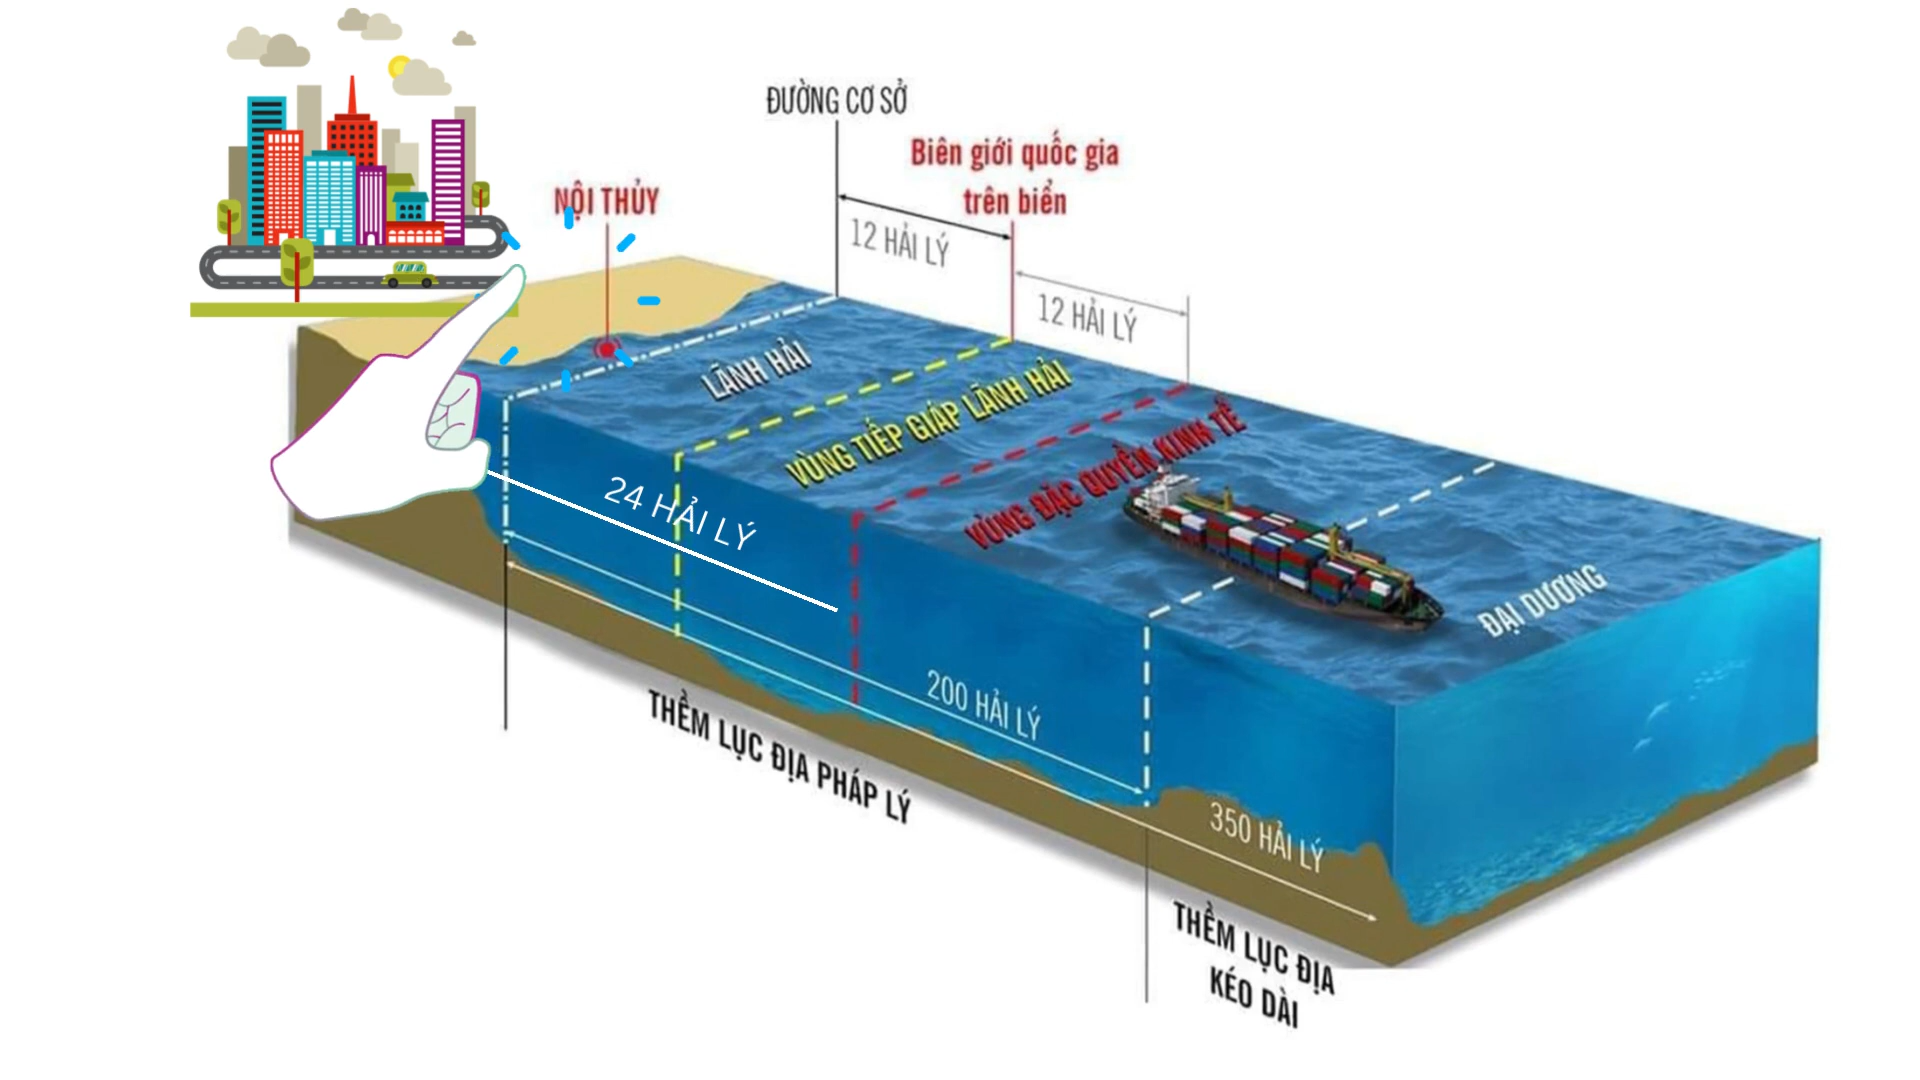 ĐƯỜNG CƠ SỞ
Biên giới quốc gia
trên biển
NỘI THỦY
12 HẢI LÝ
12 HẢI LÝ
LÃNH HẢI
VÙNG TIẾP GIÁP LÃNH HẢI
VÙNG ĐẶC QUYỀN KINH TẾ
24 HẢI LÝ
ĐẠI DƯƠNG
200 HẢI LÝ
THỀM LỤC ĐỊA PHÁP LÝ
350 HẢI LÝ
THỀM LỤC ĐỊA
KÉO DÀI